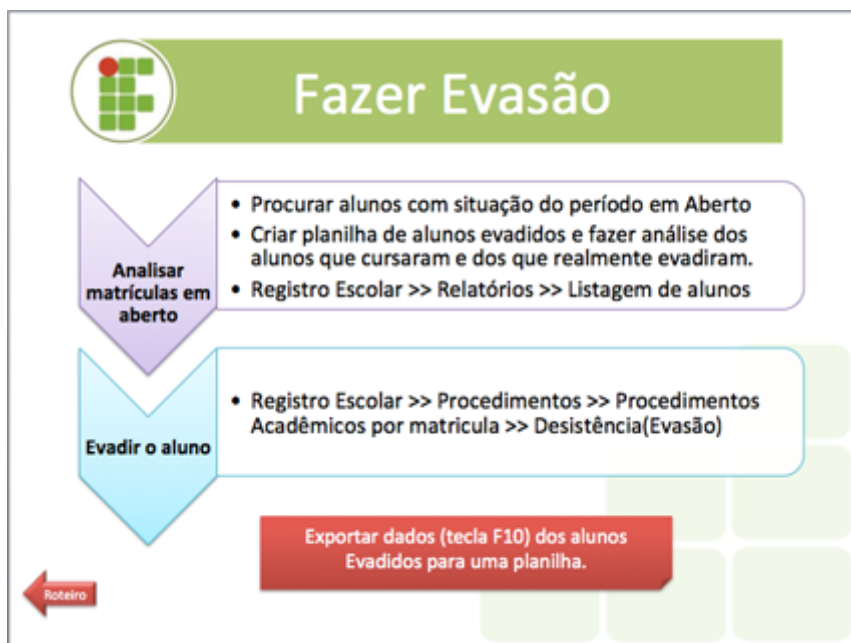 Fazer Evasão
Analisar
matrículas em
aberto
• Procurar alunos com situação do período em Aberto
• Criar planilha de alunos evadidos e fazer análise dos
alunos que cursaram e dos que realmente evadiram.
• Registro Escolar >> Relatórios >> Listagem de alunos
Evadir o aluno
• Registro Escolar >> Procedimentos >> Procedimentos
Acadêmicos por matricula >> Desistência(Evasão)
Exportar dados (tecla F10) dos alunos
Evadidos para uma planilha.
Roteiro